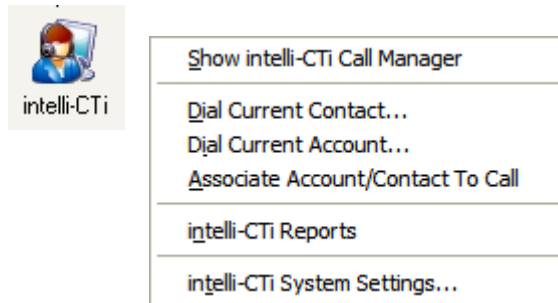 intelli-CTi
Show intelli-CTi Call Manager
Dial Current Contact...
Dial Current Account...
Associate Account/Contact To Call
intelli-CTi Reports
intelli-CTi System Settings...